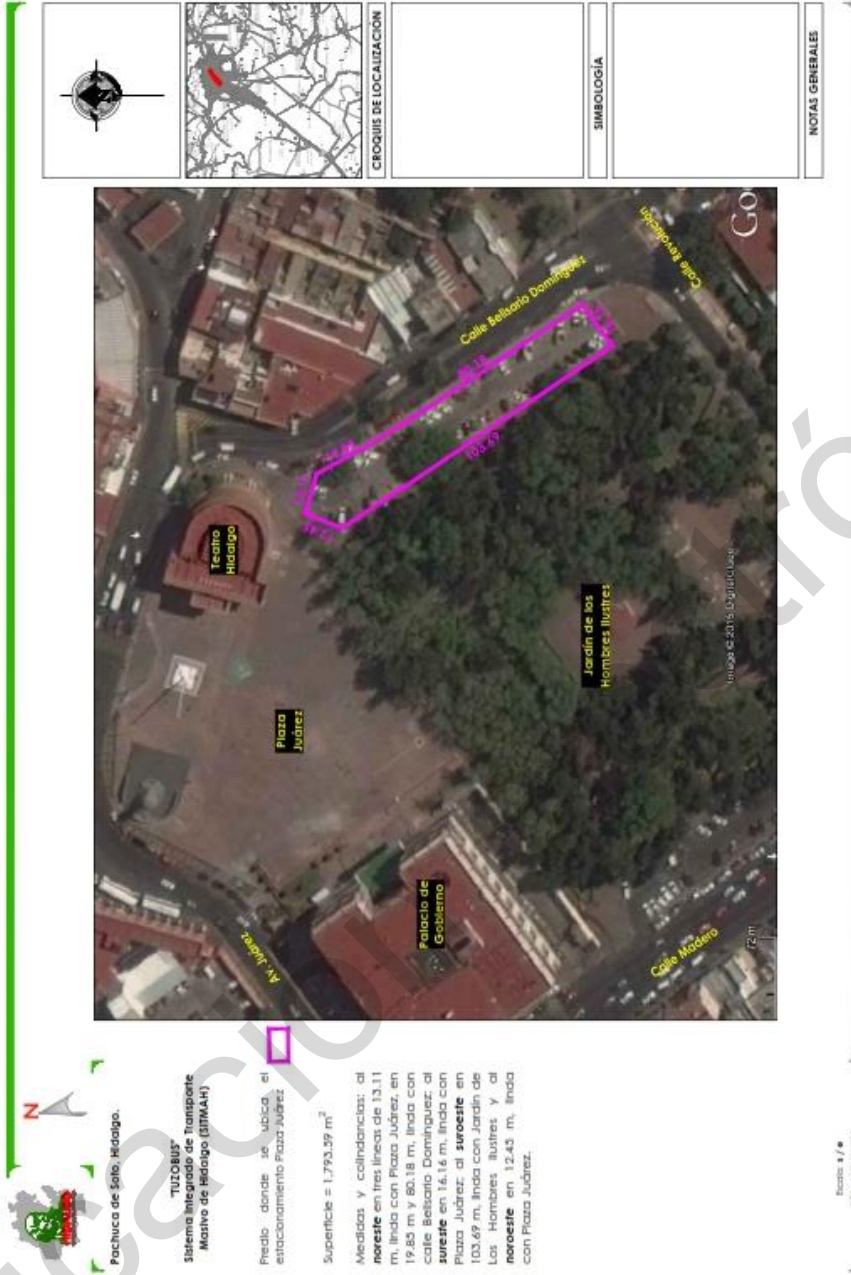 N
Pachuca de Soto, Hidalgo.
"TUZOBUS"
Sistema Integrado de Transporte
Masivo de Hidalgo (SITMAH)
Predio donde se ubica el
estacionamiento Plaza Juárez
Superficie = 1,793.59 m²
Medidas y colindancias: al
noreste en tres líneas de 13.11
m, linda con Plaza Juárez, en
19.85 m y 80.18 m, linda con
calle Belisario Domínguez; al
sureste en 16.16 m, linda con
Plaza Juárez; al suroeste en
103.69 m, linda con Jardín de
Los Hombres Ilustres y al
noroeste en 12.45 m, linda
con Plaza Juárez.
Av. Juárez
Plaza
Juárez
Teatro
Hidalgo
Palacio de
Gobierno
Calle Madero
Jardín de los
Hombres Ilustres
103.69
Calle Belisario Domínguez
Calle Revolución
72 m
Image © 2015 DigitalGlobe
Goo
CROQUIS DE LOCALIZACIÓN
SIMBOLOGÍA
NOTAS GENERALES
Escala: s / e